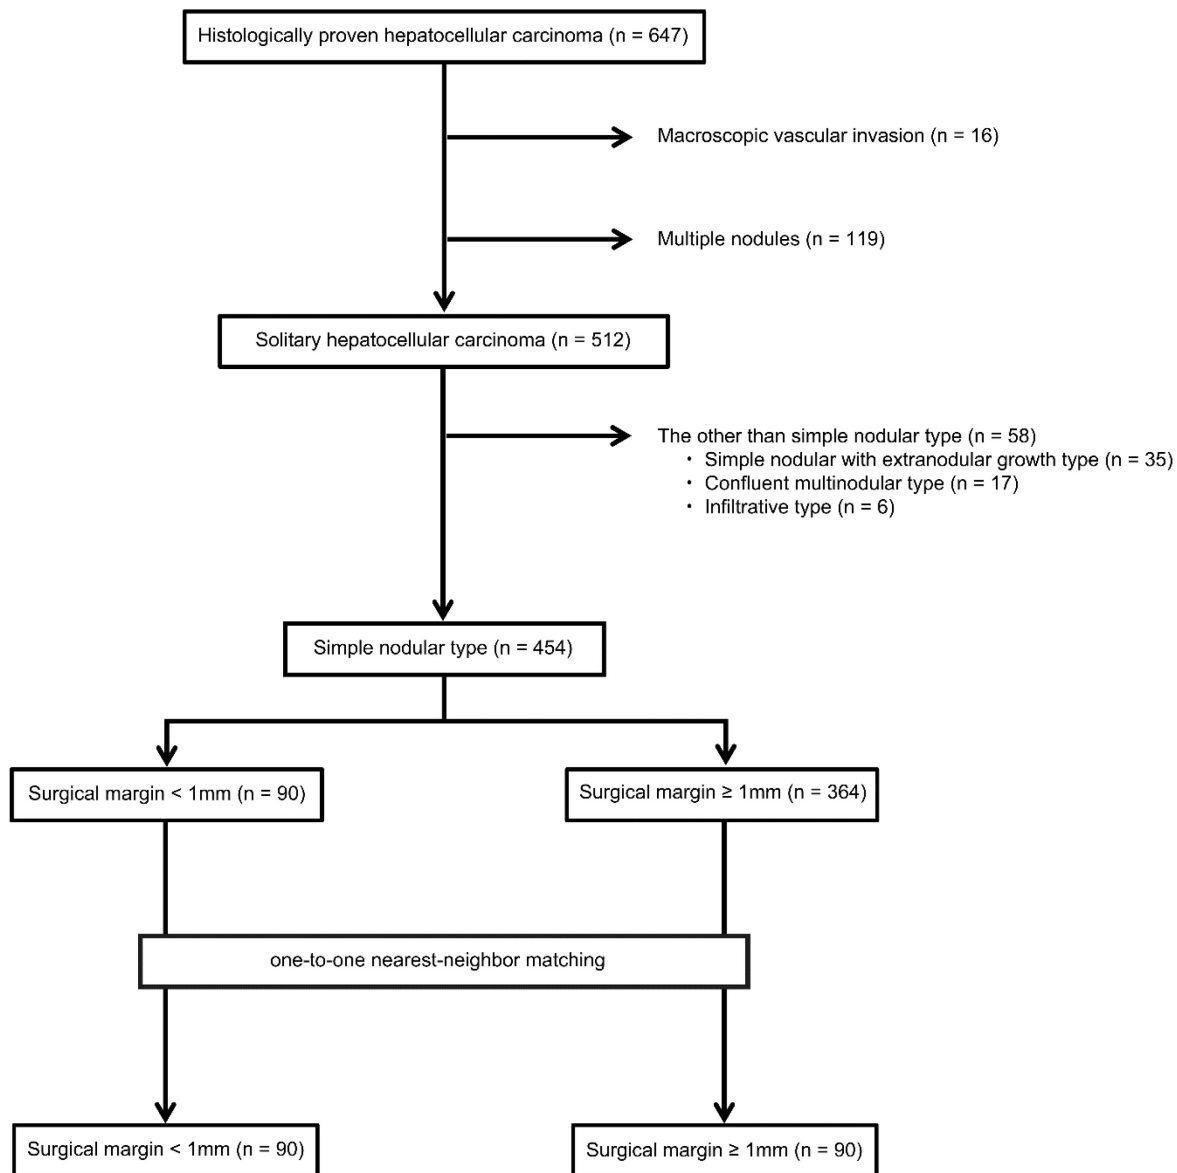 Histologically proven hepatocellular carcinoma (n = 647)
Macroscopic vascular invasion (n = 16)
Multiple nodules (n = 119)
Solitary hepatocellular carcinoma (n = 512)
The other than simple nodular type (n = 58)
・ Simple nodular with extranodular growth type (n = 35)
・ Confluent multinodular type (n = 17)
・ Infiltrative type (n = 6)
Simple nodular type (n = 454)
Surgical margin < 1mm (n = 90)
Surgical margin ≥ 1mm (n = 364)
one-to-one nearest-neighbor matching
Surgical margin < 1mm (n = 90)
Surgical margin ≥ 1mm (n = 90)